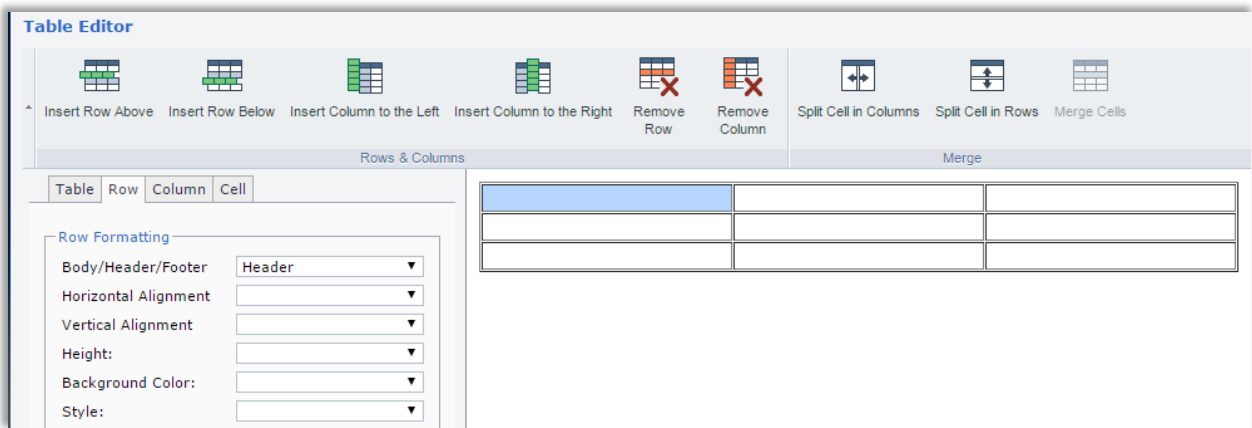 Table Editor
Insert Row Above Insert Row Below Insert Column to the Left Insert Column to the Right Remove Row Remove Column Split Cell in Columns Split Cell in Rows Merge Cells
Rows & Columns Merge
Table Row Column Cell
Row Formatting
Body/Header/Footer Header
Horizontal Alignment
Vertical Alignment
Height:
Background Color:
Style: